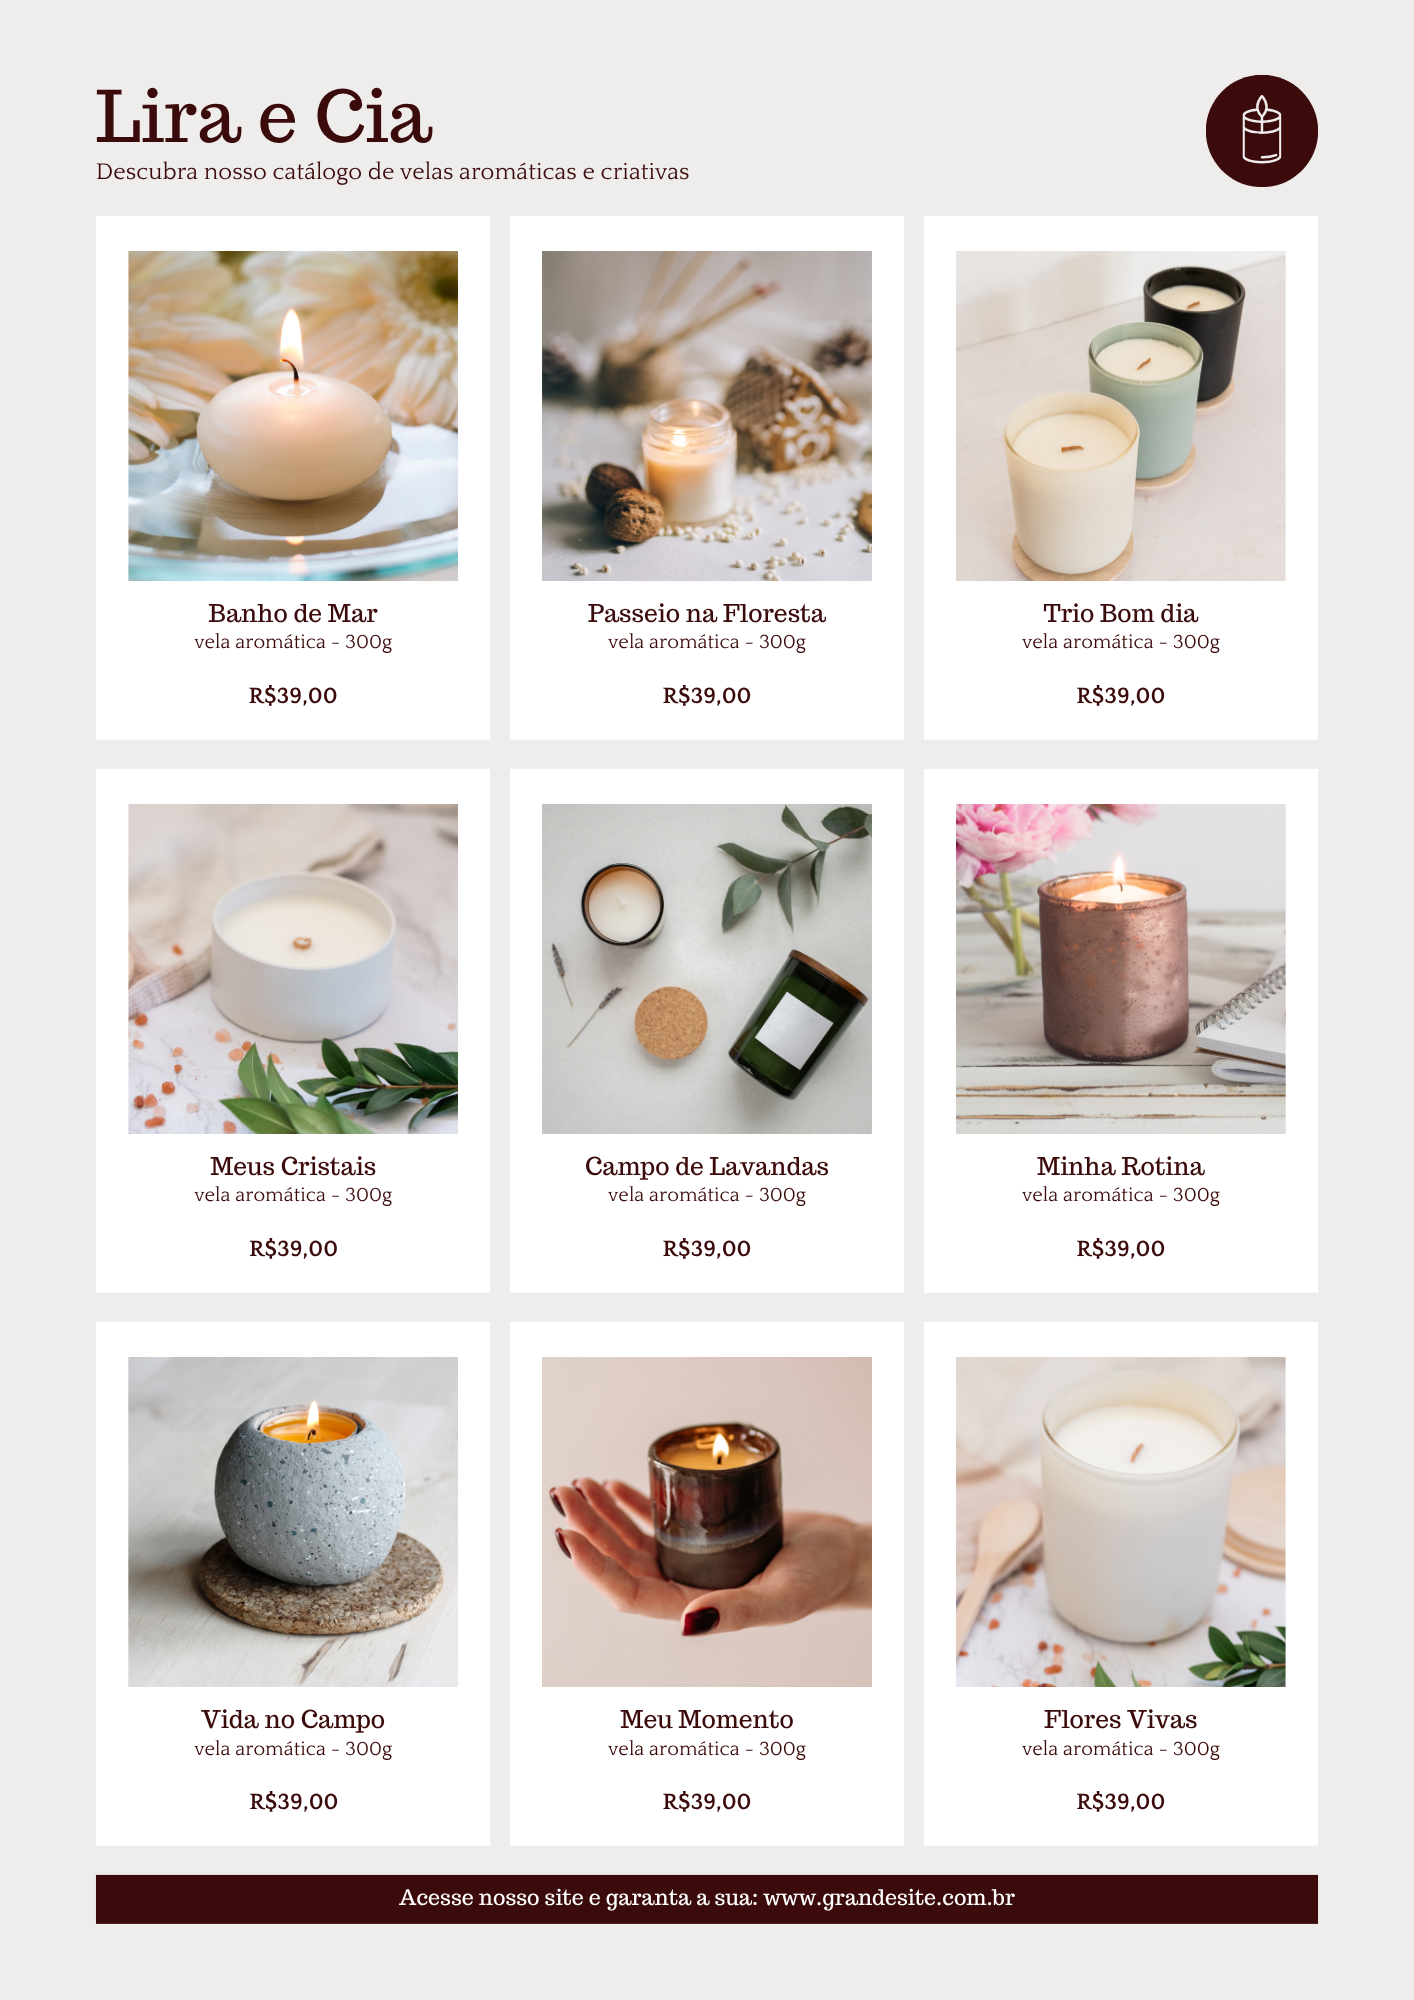 Lira e Cia
Descubra nosso catálogo de velas aromáticas e criativas
Banho de Mar
vela aromática - 300g
R$39,00
Passeio na Floresta
vela aromática - 300g
R$39,00
Trio Bom dia
vela aromática - 300g
R$39,00
Meus Cristais
vela aromática - 300g
R$39,00
Campo de Lavandas
vela aromática - 300g
R$39,00
Minha Rotina
vela aromática - 300g
R$39,00
Vida no Campo
vela aromática - 300g
R$39,00
Meu Momento
vela aromática - 300g
R$39,00
Flores Vivas
vela aromática - 300g
R$39,00
Acesse nosso site e garanta a sua: www.grandesite.com.br